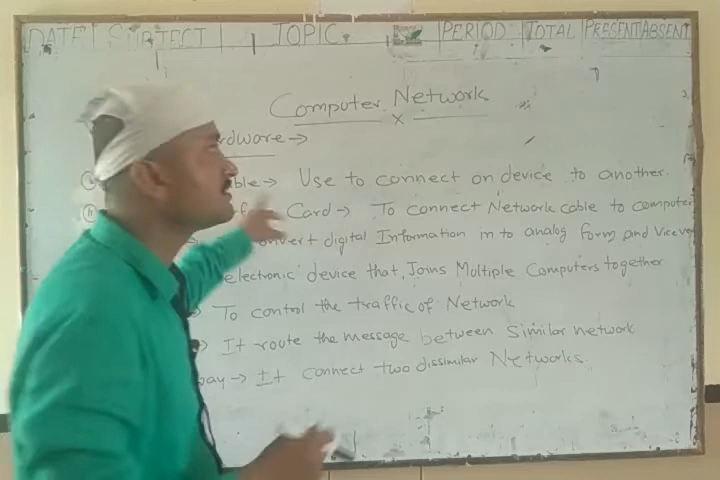 DATE SUBJECT TOPIC PERIOD TOTAL PRESENT ABSENT
Computer Network
x
rdware →
ble → Use to connect on device to another.
Card → To connect Network cable to computer
onvert digital Information in to analog form and Vicever
electronic device that Joins Multiple Computers together
To control the traffic of Network
It route the message between Similar network
way → It connect two dissimilar Networks.